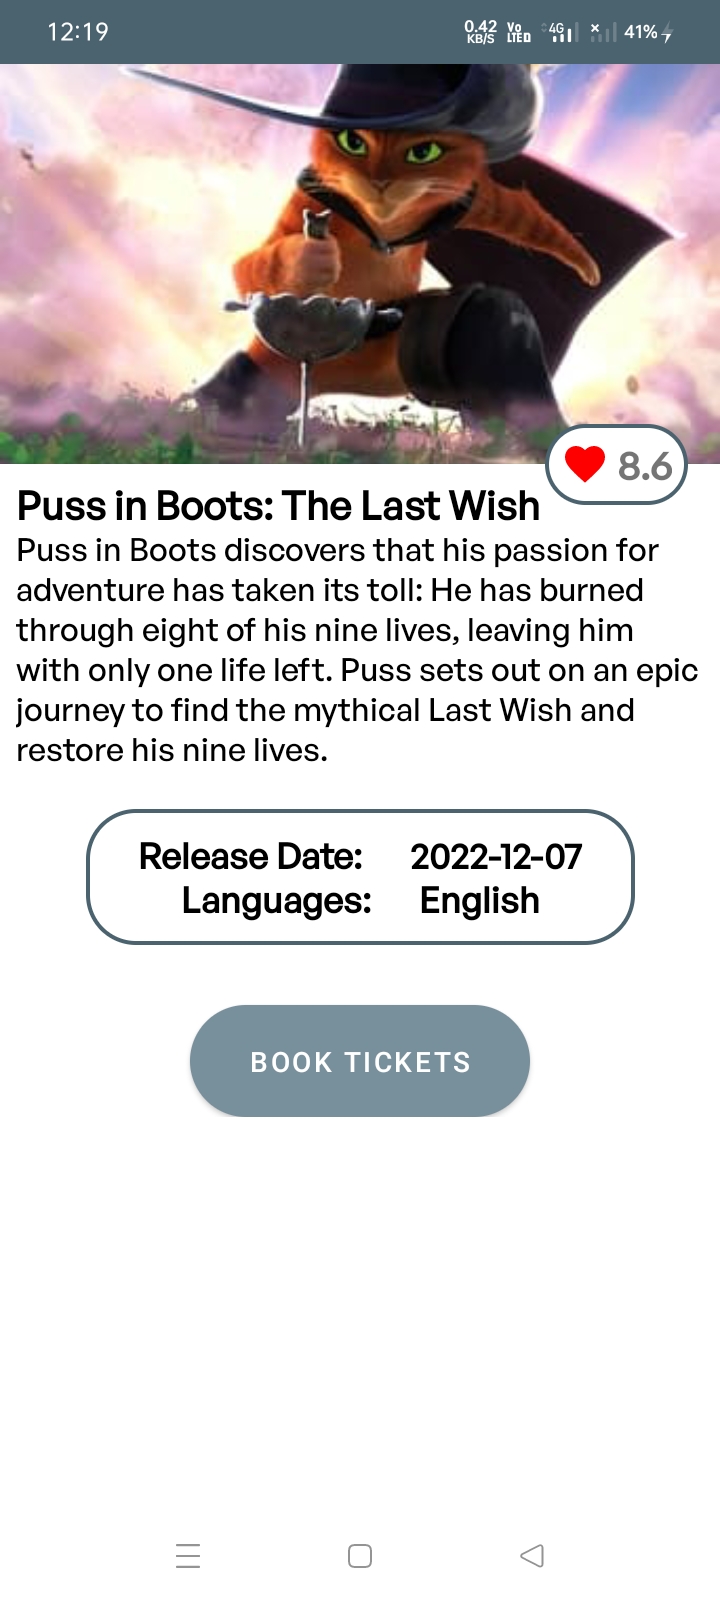 12:19 0.42 KB/S Vo LTE D 4G 41%
8.6
Puss in Boots: The Last Wish
Puss in Boots discovers that his passion for
adventure has taken its toll: He has burned
through eight of his nine lives, leaving him
with only one life left. Puss sets out on an epic
journey to find the mythical Last Wish and
restore his nine lives.
Release Date: 2022-12-07
Languages: English
BOOK TICKETS